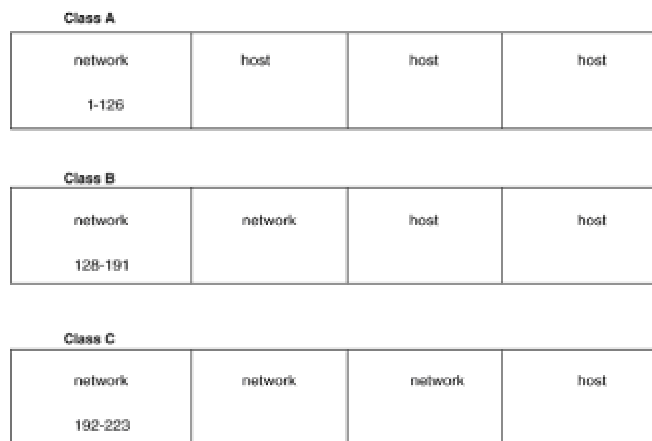 Class A
network host host host
1-126
Class B
network network host host
128-191
Class C
network network network host
192-223